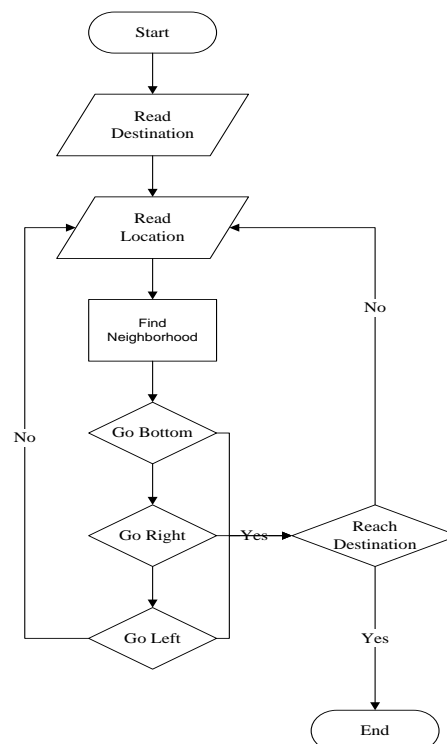 Start
Read
Destination
Read
Location
Find
Neighborhood
No
No
Go Bottom
Go Right
Yes
Reach
Destination
Go Left
Yes
End